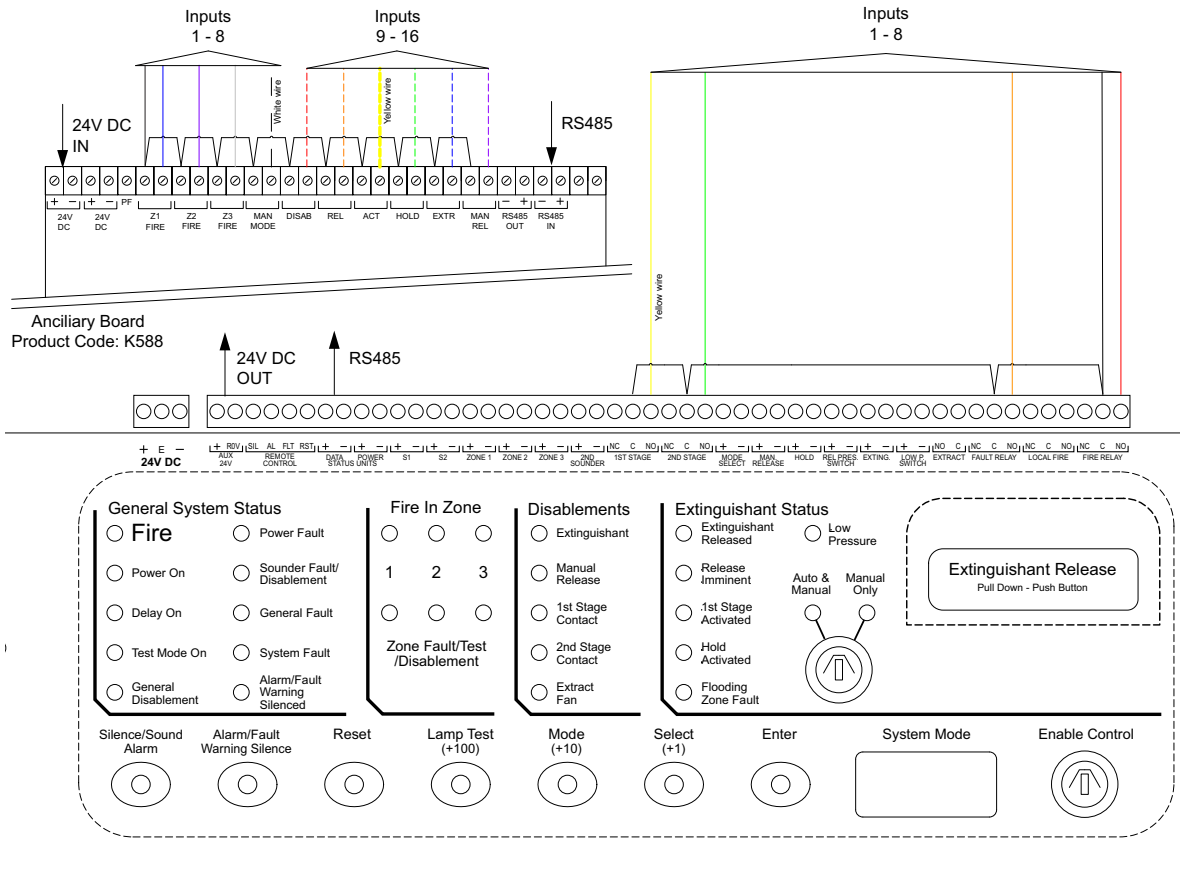 Inputs
1 - 8
Inputs
9 - 16
Inputs
1 - 8
24V DC
IN
White wire
Yellow wire
RS485
Yellow wire
+ − + − PF − + − +
24V
DC
24V
DC
Z1
FIRE
Z2
FIRE
Z3
FIRE
MAN
MODE
DISAB
REL
ACT
HOLD
EXTR
MAN
REL
RS485
OUT
RS485
IN
Anciliary Board
Product Code: K588
24V DC
OUT
RS485
+ E −
24V DC
+ R0V SIL AL FLT RST + − + − + − + − + − + − + − + − NC C NO NC C NO + − + − + − + − + − + − NO C NC C NO NC C NO NC C NO
AUX
24V
REMOTE
CONTROL
DATA POWER
STATUS UNITS
S1
S2
ZONE 1
ZONE 2
ZONE 3
2ND
SOUNDER
1ST STAGE
2ND STAGE
MODE
SELECT
MAN.
RELEASE
HOLD
REL.PRES.
SWITCH
EXTING.
LOW P.
SWITCH
EXTRACT
FAULT RELAY
LOCAL FIRE
FIRE RELAY
General System Status
Fire
Power On
Delay On
Test Mode On
General
Disablement
Power Fault
Sounder Fault/
Disablement
General Fault
System Fault
Alarm/Fault
Warning
Silenced
Fire In Zone
1 2 3
Zone Fault/Test
/Disablement
Disablements
Extinguishant
Manual
Release
1st Stage
Contact
2nd Stage
Contact
Extract
Fan
Extinguishant Status
Extinguishant
Released
Release
Imminent
1st Stage
Activated
Hold
Activated
Flooding
Zone Fault
Low
Pressure
Auto &
Manual
Manual
Only
Extinguishant Release
Pull Down - Push Button
Silence/Sound
Alarm
Alarm/Fault
Warning Silence
Reset
Lamp Test
(+100)
Mode
(+10)
Select
(+1)
Enter
System Mode
Enable Control